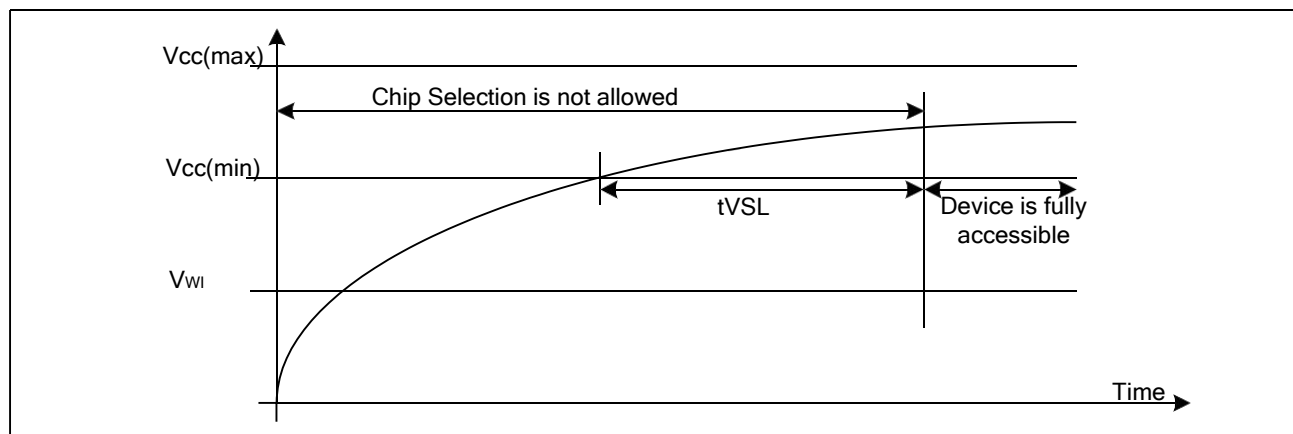 Vcc(max)
Chip Selection is not allowed
Vcc(min)
tVSL
Device is fully
accessible
VWI
Time